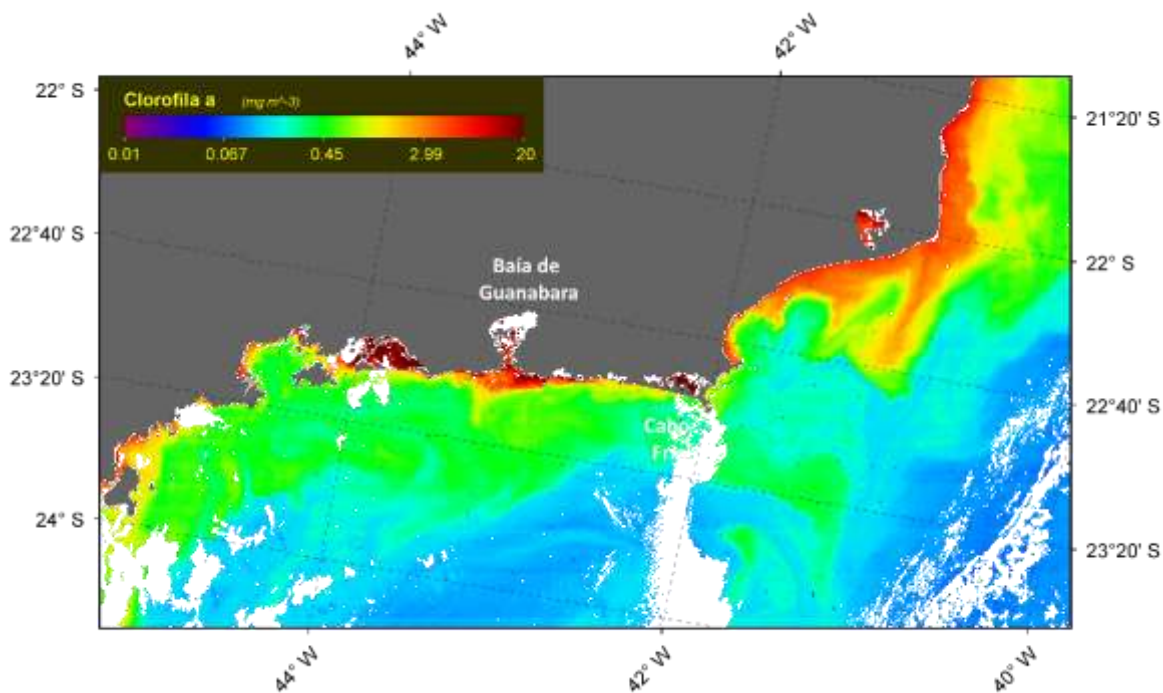 44° W
42° W
22° S
Clorofila a (mg m^-3)
0.01 0.067 0.45 2.99 20
21°20' S
22°40' S
22° S
Baía de
Guanabara
23°20' S
22°40' S
Cabo
24° S
23°20' S
44° W
42° W
40° W